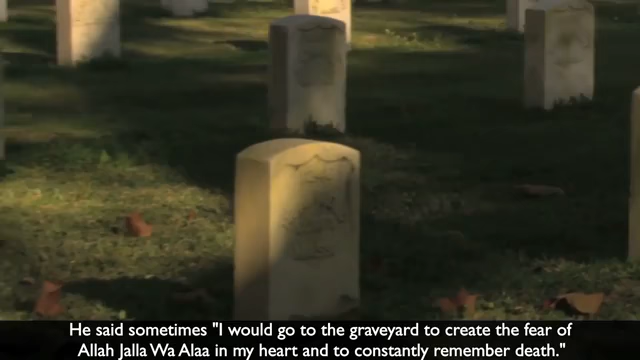 He said sometimes "I would go to the graveyard to create the fear of
Allah Jalla Wa Alaa in my heart and to constantly remember death."